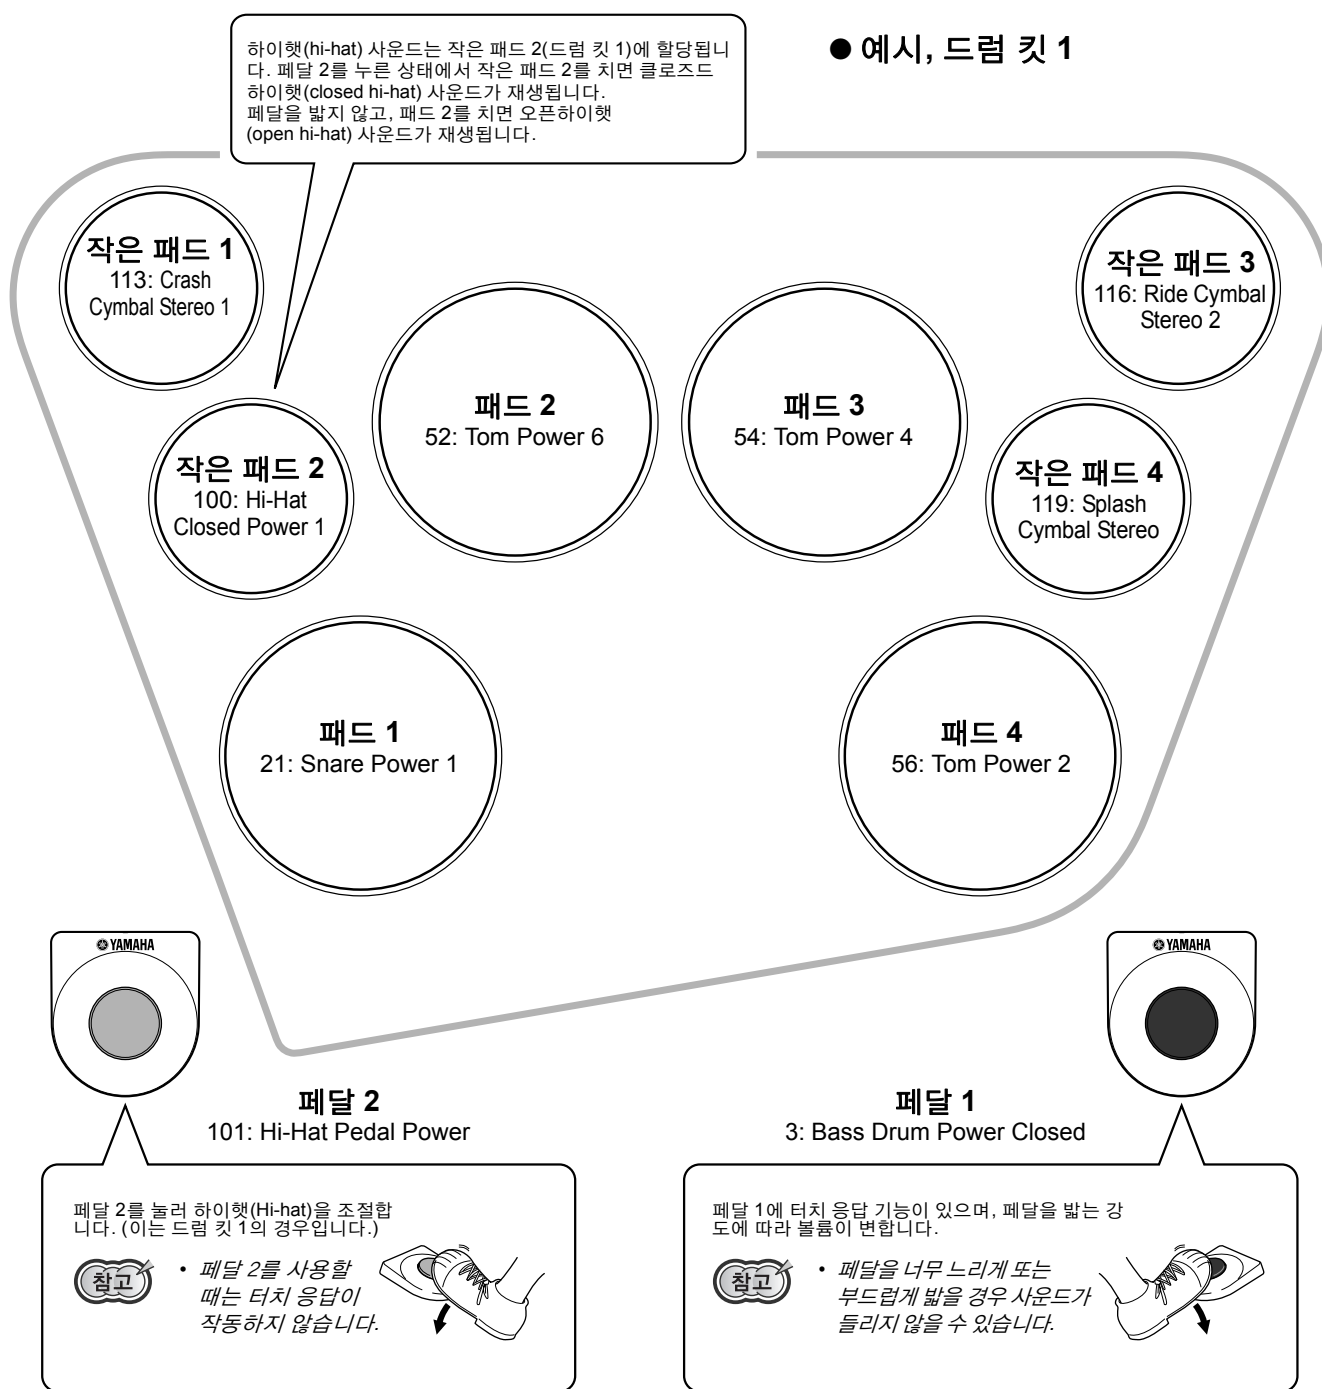 ● 예시, 드럼 킷 1
하이햇(hi-hat) 사운드는 작은 패드 2(드럼 킷 1)에 할당됩니
다. 페달 2를 누른 상태에서 작은 패드 2를 치면 클로즈드
하이햇(closed hi-hat) 사운드가 재생됩니다.
페달을 밟지 않고, 패드 2를 치면 오픈하이햇
(open hi-hat) 사운드가 재생됩니다.
작은 패드 1
113: Crash
Cymbal Stereo 1
작은 패드 3
116: Ride Cymbal
Stereo 2
패드 2
52: Tom Power 6
패드 3
54: Tom Power 4
작은 패드 2
100: Hi-Hat
Closed Power 1
작은 패드 4
119: Splash
Cymbal Stereo
패드 1
21: Snare Power 1
패드 4
56: Tom Power 2
YAMAHA
YAMAHA
페달 2
101: Hi-Hat Pedal Power
페달 1
3: Bass Drum Power Closed
페달 2를 눌러 하이햇(Hi-hat)을 조절합
니다. (이는 드럼 킷 1의 경우입니다.)
참고
• 페달 2를 사용할
때는 터치 응답이
작동하지 않습니다.
페달 1에 터치 응답 기능이 있으며, 페달을 밟는 강
도에 따라 볼륨이 변합니다.
참고
• 페달을 너무 느리게 또는
부드럽게 밟을 경우 사운드가
들리지 않을 수 있습니다.